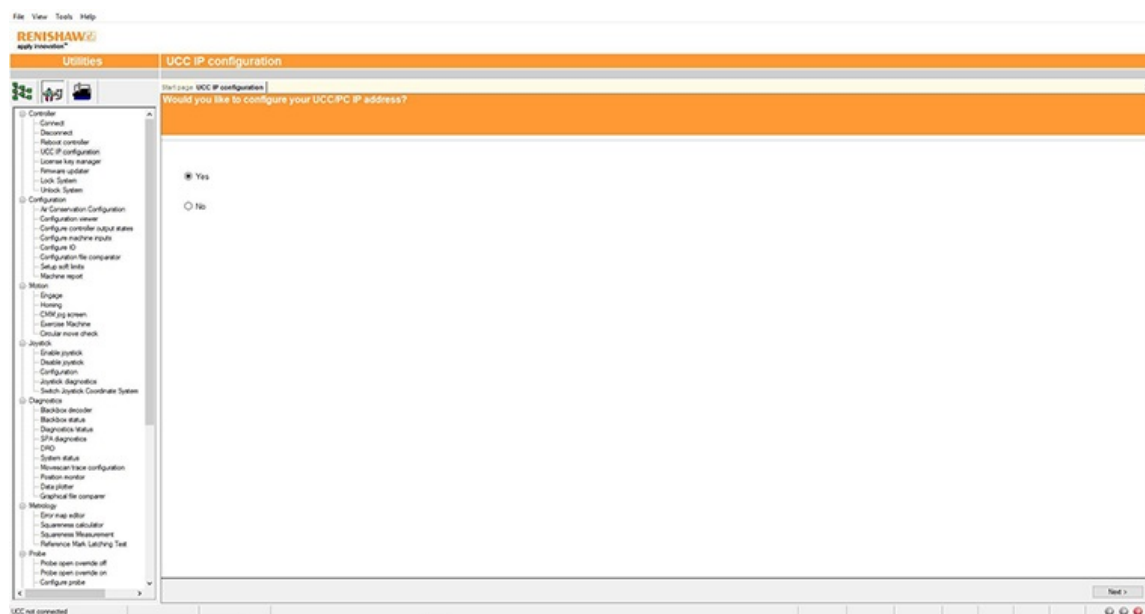 File View Tools Help
RENISHAW
apply innovation™
Utilities
UCC IP configuration
Start page UCC IP configuration
Would you like to configure your UCC/PC IP address?
Yes
No
Controller
Connect
Disconnect
Reboot controller
UCC IP configuration
License key manager
Firmware updater
Lock System
Unlock System
Configuration
Air Conservation Configuration
Configuration viewer
Configure controller output states
Configure machine inputs
Configure IO
Configuration file comparator
Setup soft limits
Machine report
Motion
Engage
Homing
CMM jog screen
Exercise Machine
Circular move check
Joystick
Enable joystick
Disable joystick
Configuration
Joystick diagnostics
Switch Joystick Coordinate System
Diagnostics
Blackbox decoder
Blackbox status
Diagnostics status
SPA diagnostics
DRO
System status
Movescan trace configuration
Position monitor
Data plotter
Graphical file comparer
Metrology
Error map editor
Squareness calculator
Squareness Measurement
Reference Mark Latching Test
Probe
Probe open override off
Probe open override on
Configure probe
Next >
UCC not connected